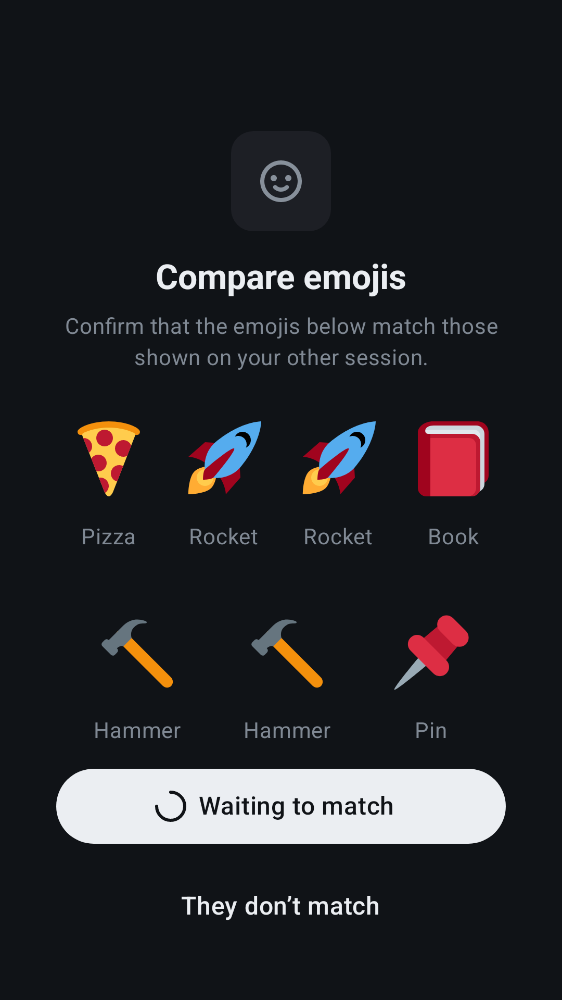 Compare emojis
Confirm that the emojis below match those
shown on your other session.
Pizza Rocket Rocket Book
Hammer Hammer Pin
Waiting to match
They don’t match